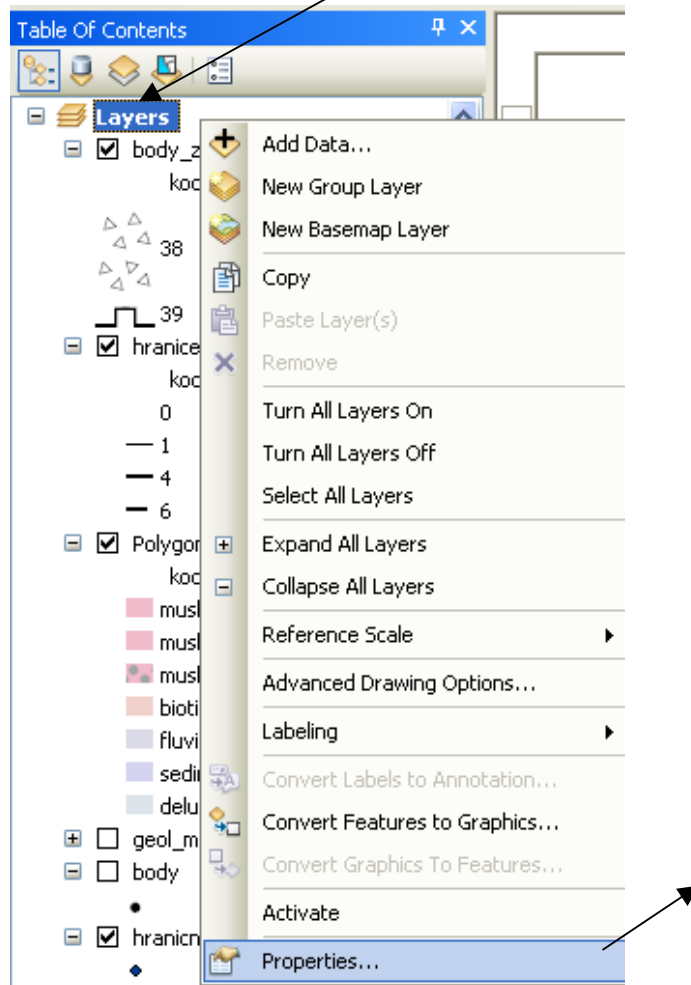 Table Of Contents
Layers
body_z
koc
38
39
hranice
koc
0
1
4
6
Polygor
koc
musl
musl
musl
bioti
fluvi
sedi
delu
geol_m
body
hranicn
Add Data...
New Group Layer
New Basemap Layer
Copy
Paste Layer(s)
Remove
Turn All Layers On
Turn All Layers Off
Select All Layers
Expand All Layers
Collapse All Layers
Reference Scale
Advanced Drawing Options...
Labeling
Convert Labels to Annotation...
Convert Features to Graphics...
Convert Graphics To Features...
Activate
Properties...